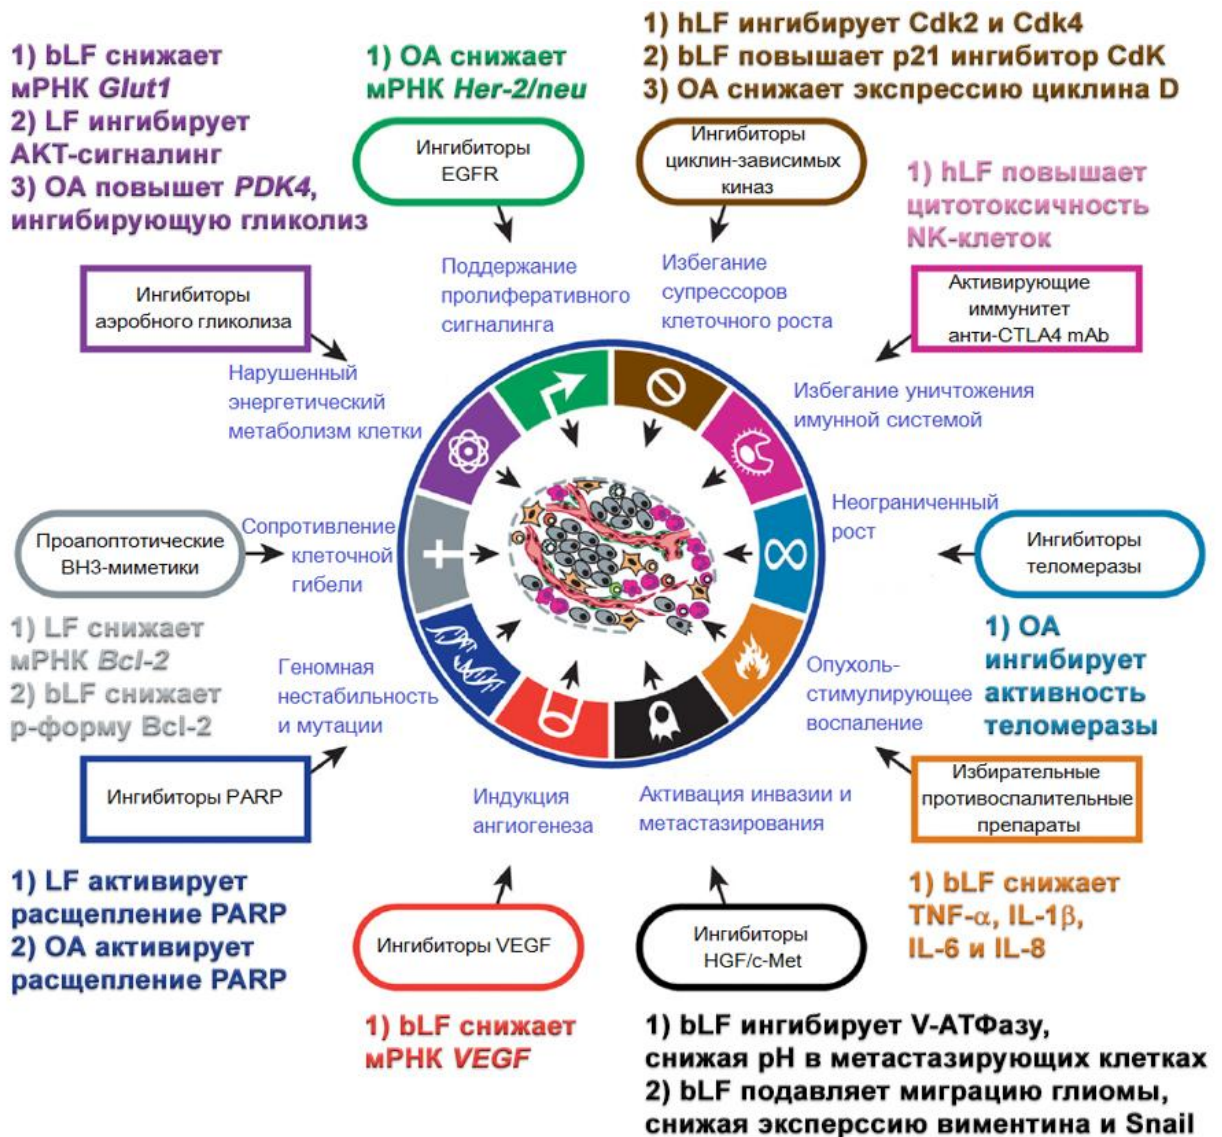 1) bLF снижает
мРНК Glut1
2) LF ингибирует
АКТ-сигналинг
3) ОА повышет PDK4,
ингибирующую гликолиз
1) ОА снижает
мРНК Her-2/neu
1) hLF ингибирует Cdk2 и Cdk4
2) bLF повышает p21 ингибитор CdK
3) ОА снижает экспрессию циклина D
Ингибиторы
EGFR
Ингибиторы
циклин-зависимых
киназ
1) hLF повышает
цитотоксичность
NK-клеток
Ингибиторы
аэробного гликолиза
Поддержание
пролиферативного
сигналинга
Избегание
супрессоров
клеточного роста
Активирующие
иммунитет
анти-CTLA4 mAb
Нарушенный
энергетический
метаболизм клетки
Избегание уничтожения
имунной системой
Проапоптотические
BH3-миметики
Сопротивление
клеточной
гибели
Неограниченный
рост
Ингибиторы
теломеразы
1) LF снижает
мРНК Bcl-2
2) bLF снижает
р-форму Bcl-2
Геномная
нестабильность
и мутации
Опухоль-
стимулирующее
воспаление
1) ОА
ингибирует
активность
теломеразы
Ингибиторы PARP
Индукция
ангиогенеза
Активация инвазии и
метастазирования
Избирательные
противоспалительные
препараты
1) LF активирует
расщепление PARP
2) ОА активирует
расщепление PARP
Ингибиторы VEGF
Ингибиторы
HGF/c-Met
1) bLF снижает
TNF-α, IL-1β,
IL-6 и IL-8
1) bLF снижает
мРНК VEGF
1) bLF ингибирует V-АТФазу,
снижая pH в метастазирующих клетках
2) bLF подавляет миграцию глиомы,
снижая эксперссию виментина и Snail